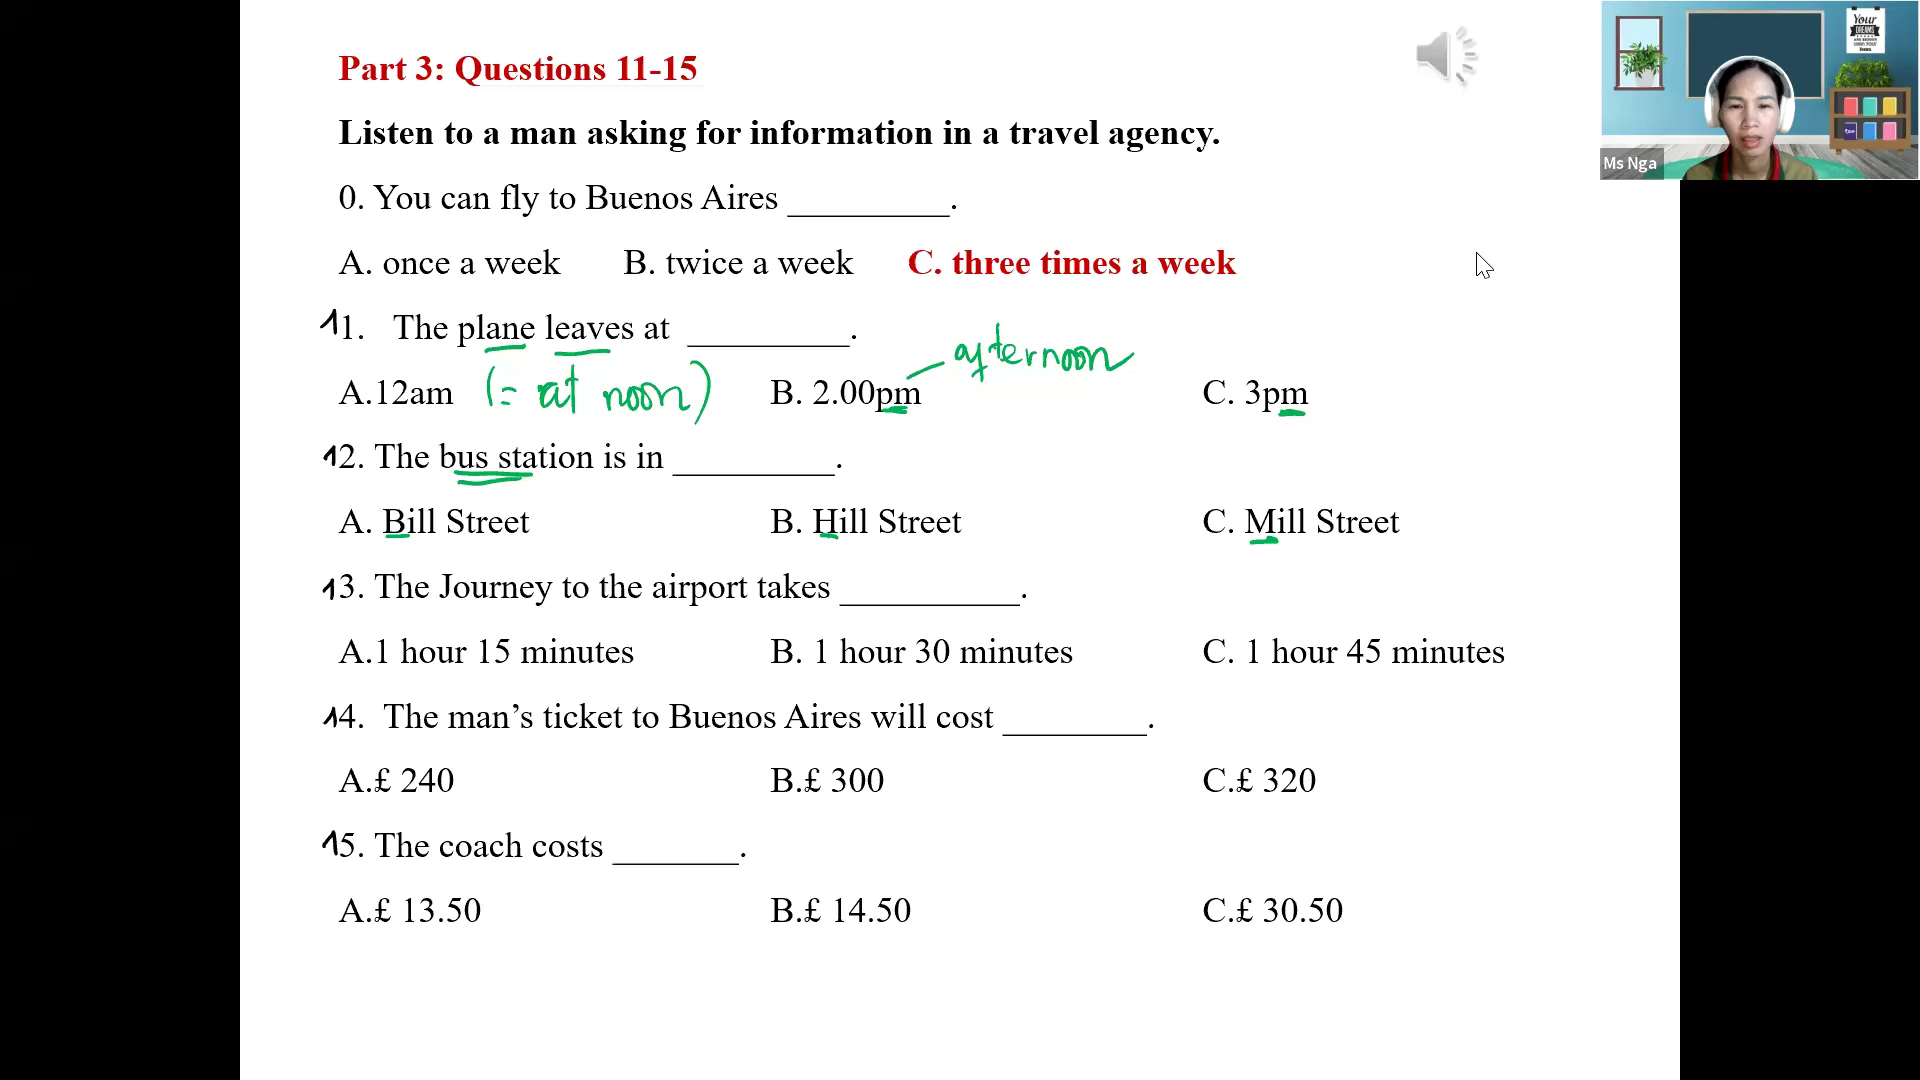 Part 3: Questions 11-15
Listen to a man asking for information in a travel agency.
0. You can fly to Buenos Aires _________.
A. once a week B. twice a week C. three times a week
11. The plane leaves at _________.
afternoon
A.12am (= at noon) B. 2.00pm C. 3pm
12. The bus station is in _________.
A. Bill Street B. Hill Street C. Mill Street
13. The Journey to the airport takes __________.
A.1 hour 15 minutes B. 1 hour 30 minutes C. 1 hour 45 minutes
14. The man’s ticket to Buenos Aires will cost ________.
A.£ 240 B.£ 300 C.£ 320
15. The coach costs _______.
A.£ 13.50 B.£ 14.50 C.£ 30.50
Your
DREAMS
Ms Nga